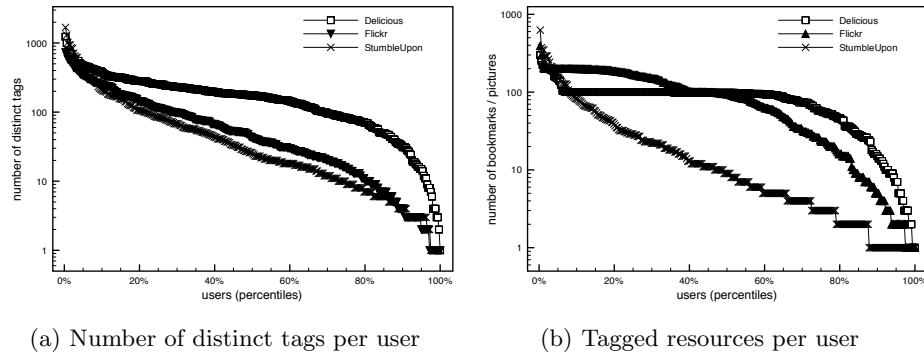 Delicious
Flickr
StumbleUpon
1000
100
10
1
number of distinct tags
0% 20% 40% 60% 80% 100%
users (percentiles)
(a) Number of distinct tags per user
Delicious
Flickr
StumbleUpon
1000
100
10
1
number of bookmarks / pictures
0% 20% 40% 60% 80% 100%
users (percentiles)
(b) Tagged resources per user